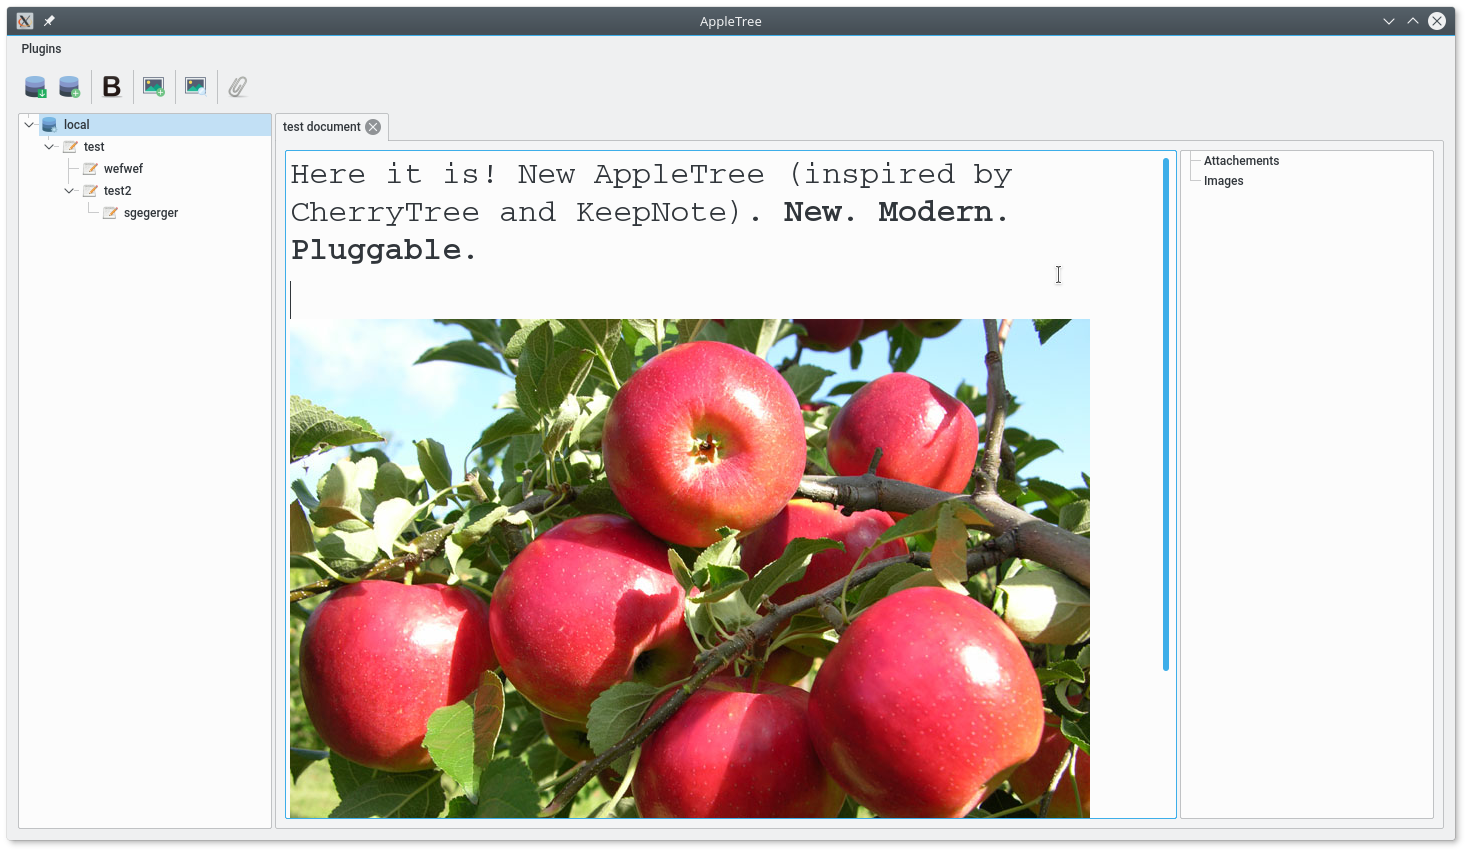 AppleTree
Plugins
B
local
test
wefwef
test2
sgegerger
test document
Here it is! New AppleTree (inspired by
CherryTree and KeepNote). New. Modern.
Pluggable.
Attachements
Images